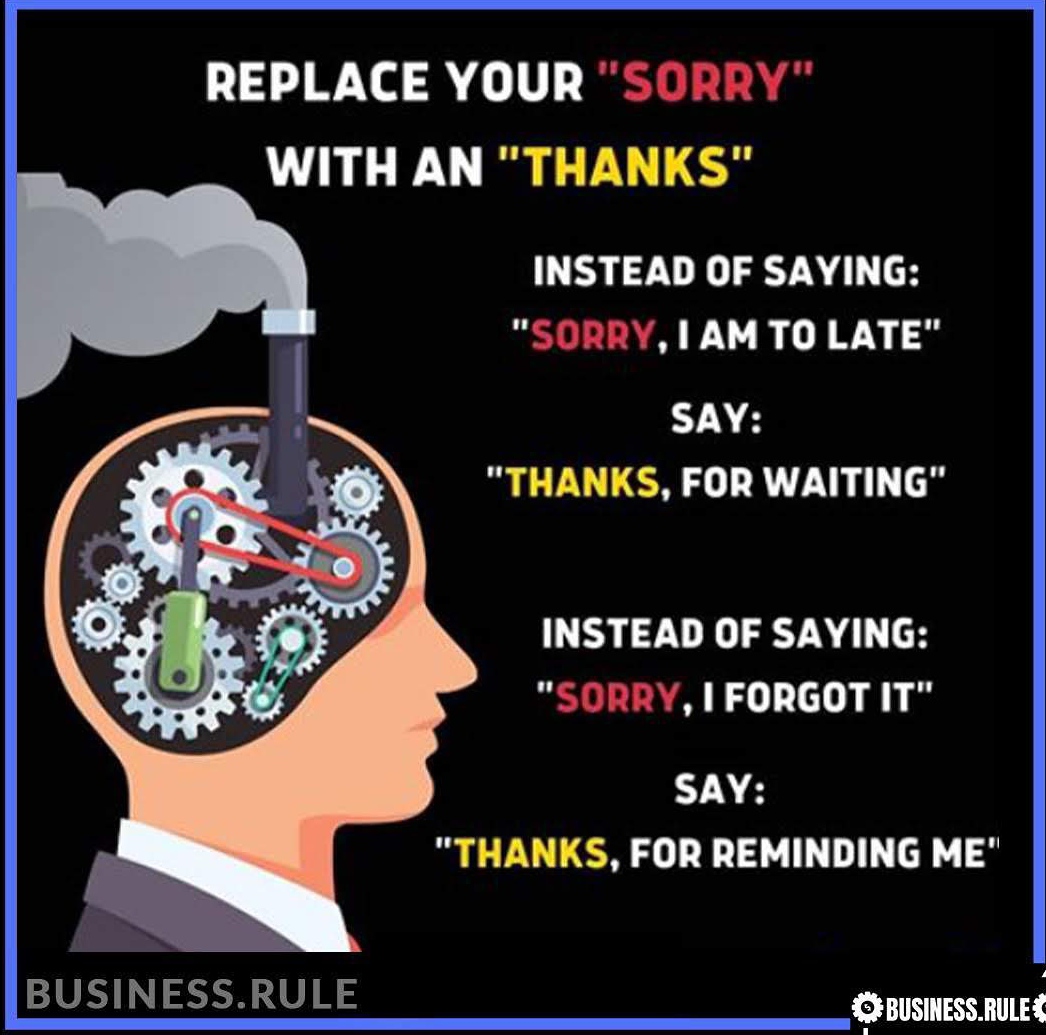 REPLACE YOUR "SORRY"
WITH AN "THANKS"
INSTEAD OF SAYING:
"SORRY, I AM TO LATE"
SAY:
"THANKS, FOR WAITING"
INSTEAD OF SAYING:
"SORRY, I FORGOT IT"
SAY:
"THANKS, FOR REMINDING ME"
BUSINESS.RULE
BUSINESS.RULE